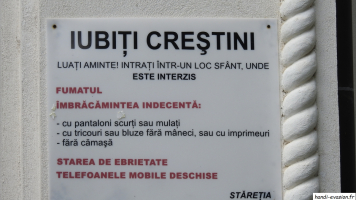 IUBIȚI CREŞTINI
LUAȚI AMINTE! INTRAȚI ÎNTR-UN LOC SFÂNT, UNDE
ESTE INTERZIS
FUMATUL
ÎMBRĂCĂMINTEA INDECENTĂ:
- cu pantaloni scurți sau mulați
- cu tricouri sau bluze fără mâneci, sau cu imprimeuri
- fără cămaşă
STAREA DE EBRIETATE
TELEFOANELE MOBILE DESCHISE
STĂREȚIA
handi-evasion.fr